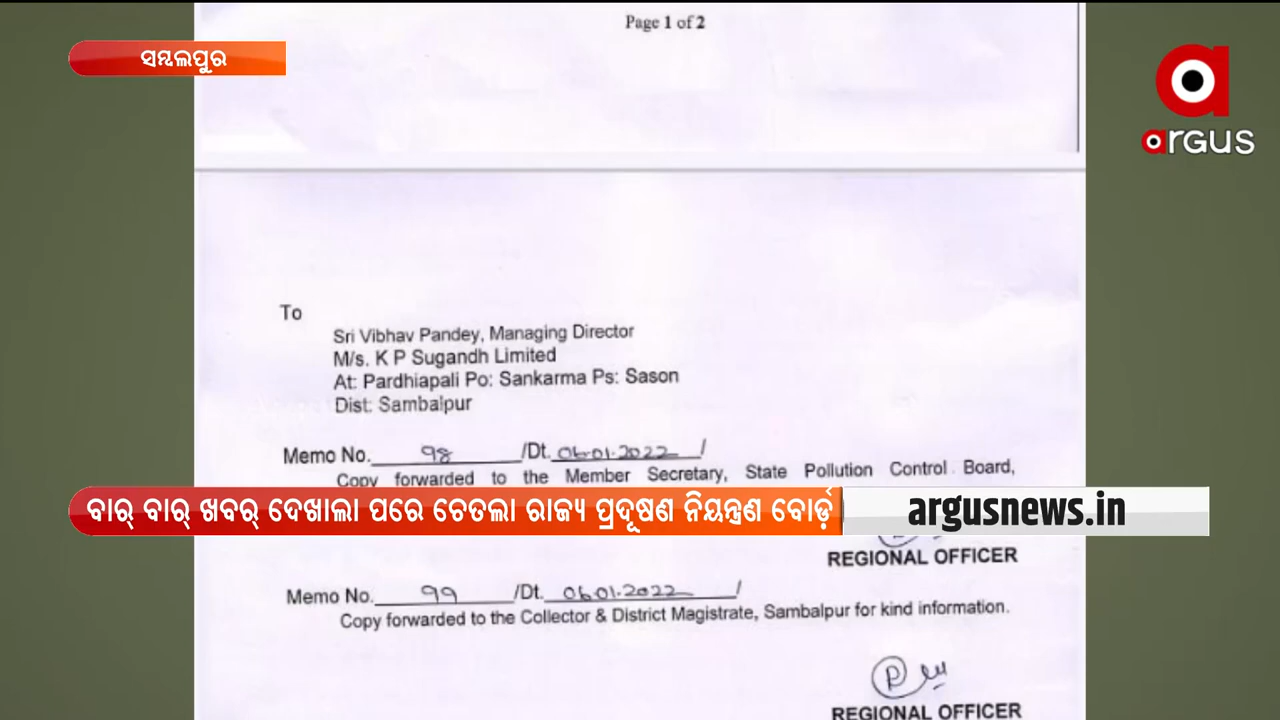 Page 1 of 2
ସମ୍ବଲପୁର
argus
To
Sri Vibhav Pandey, Managing Director
M/s. K P Sugandh Limited
At: Pardhiapali Po: Sankarma Ps: Sason
Dist: Sambalpur
Memo No. 98 /Dt. 06.01.2022 /
Copy forwarded to the Member Secretary, State Pollution Control Board,
ବାର୍ ବାର୍ ଖବର୍ ଦେଖାଲା ପରେ ଚେତଲା ରାଜ୍ୟ ପ୍ରଦୂଷଣ ନିୟନ୍ତ୍ରଣ ବୋର୍ଡ଼
argusnews.in
REGIONAL OFFICER
Memo No. 99 /Dt. 06.01.2022 /
Copy forwarded to the Collector & District Magistrate, Sambalpur for kind information.
REGIONAL OFFICER